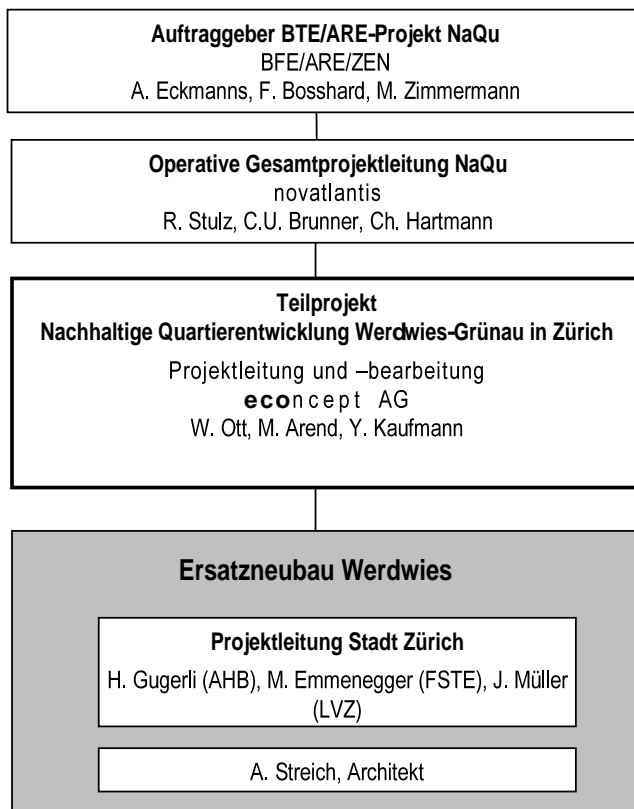 Auftraggeber BTE/ARE-Projekt NaQu
BFE/ARE/ZEN
A. Eckmanns, F. Bosshard, M. Zimmermann
Operative Gesamtprojektleitung NaQu
novatlantis
R. Stulz, C.U. Brunner, Ch. Hartmann
Teilprojekt
Nachhaltige Quartierentwicklung Werdwies-Grünau in Zürich
Projektleitung und –bearbeitung
econcept AG
W. Ott, M. Arend, Y. Kaufmann
Ersatzneubau Werdwies
Projektleitung Stadt Zürich
H. Gugerli (AHB), M. Emmenegger (FSTE), J. Müller
(LVZ)
A. Streich, Architekt